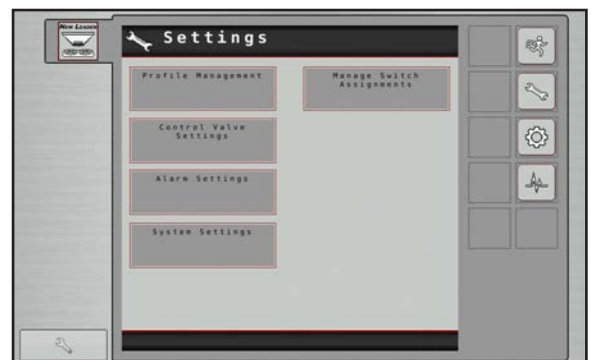 New Leader
Settings
Profile Management
Manage Switch
Assignments
Control Valve
Settings
Alarm Settings
System Settings